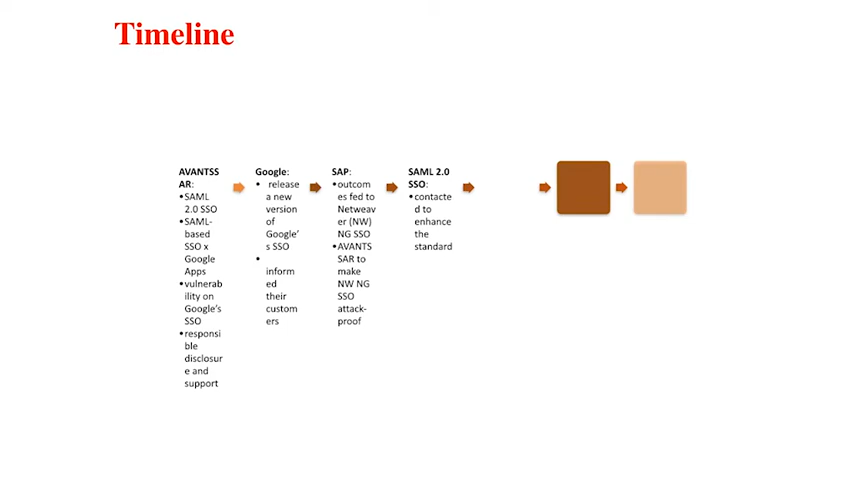 Timeline
AVANTSS
AR:
•SAML
2.0 SSO
•SAML-
based
SSO x
Google
Apps
•vulnerab
ility on
Google's
SSO
•responsi
ble
disclosur
e and
support
Google:
• release
a new
version
of
Google'
s SSO
•
inform
ed
their
custom
ers
SAP:
•outcom
es fed to
Netweav
er (NW)
NG SSO
•AVANTS
SAR to
make
NW NG
SSO
attack-
proof
SAML 2.0
SSO:
•contacte
d to
enhance
the
standard